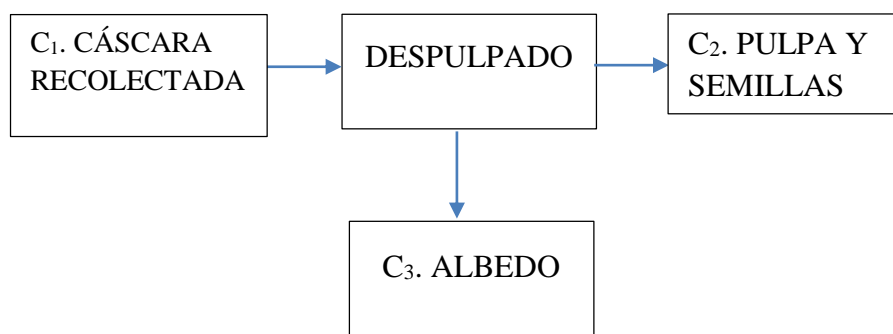 C₁. CÁSCARA
RECOLECTADA
DESPULPADO
C₂. PULPA Y
SEMILLAS
C₃. ALBEDO